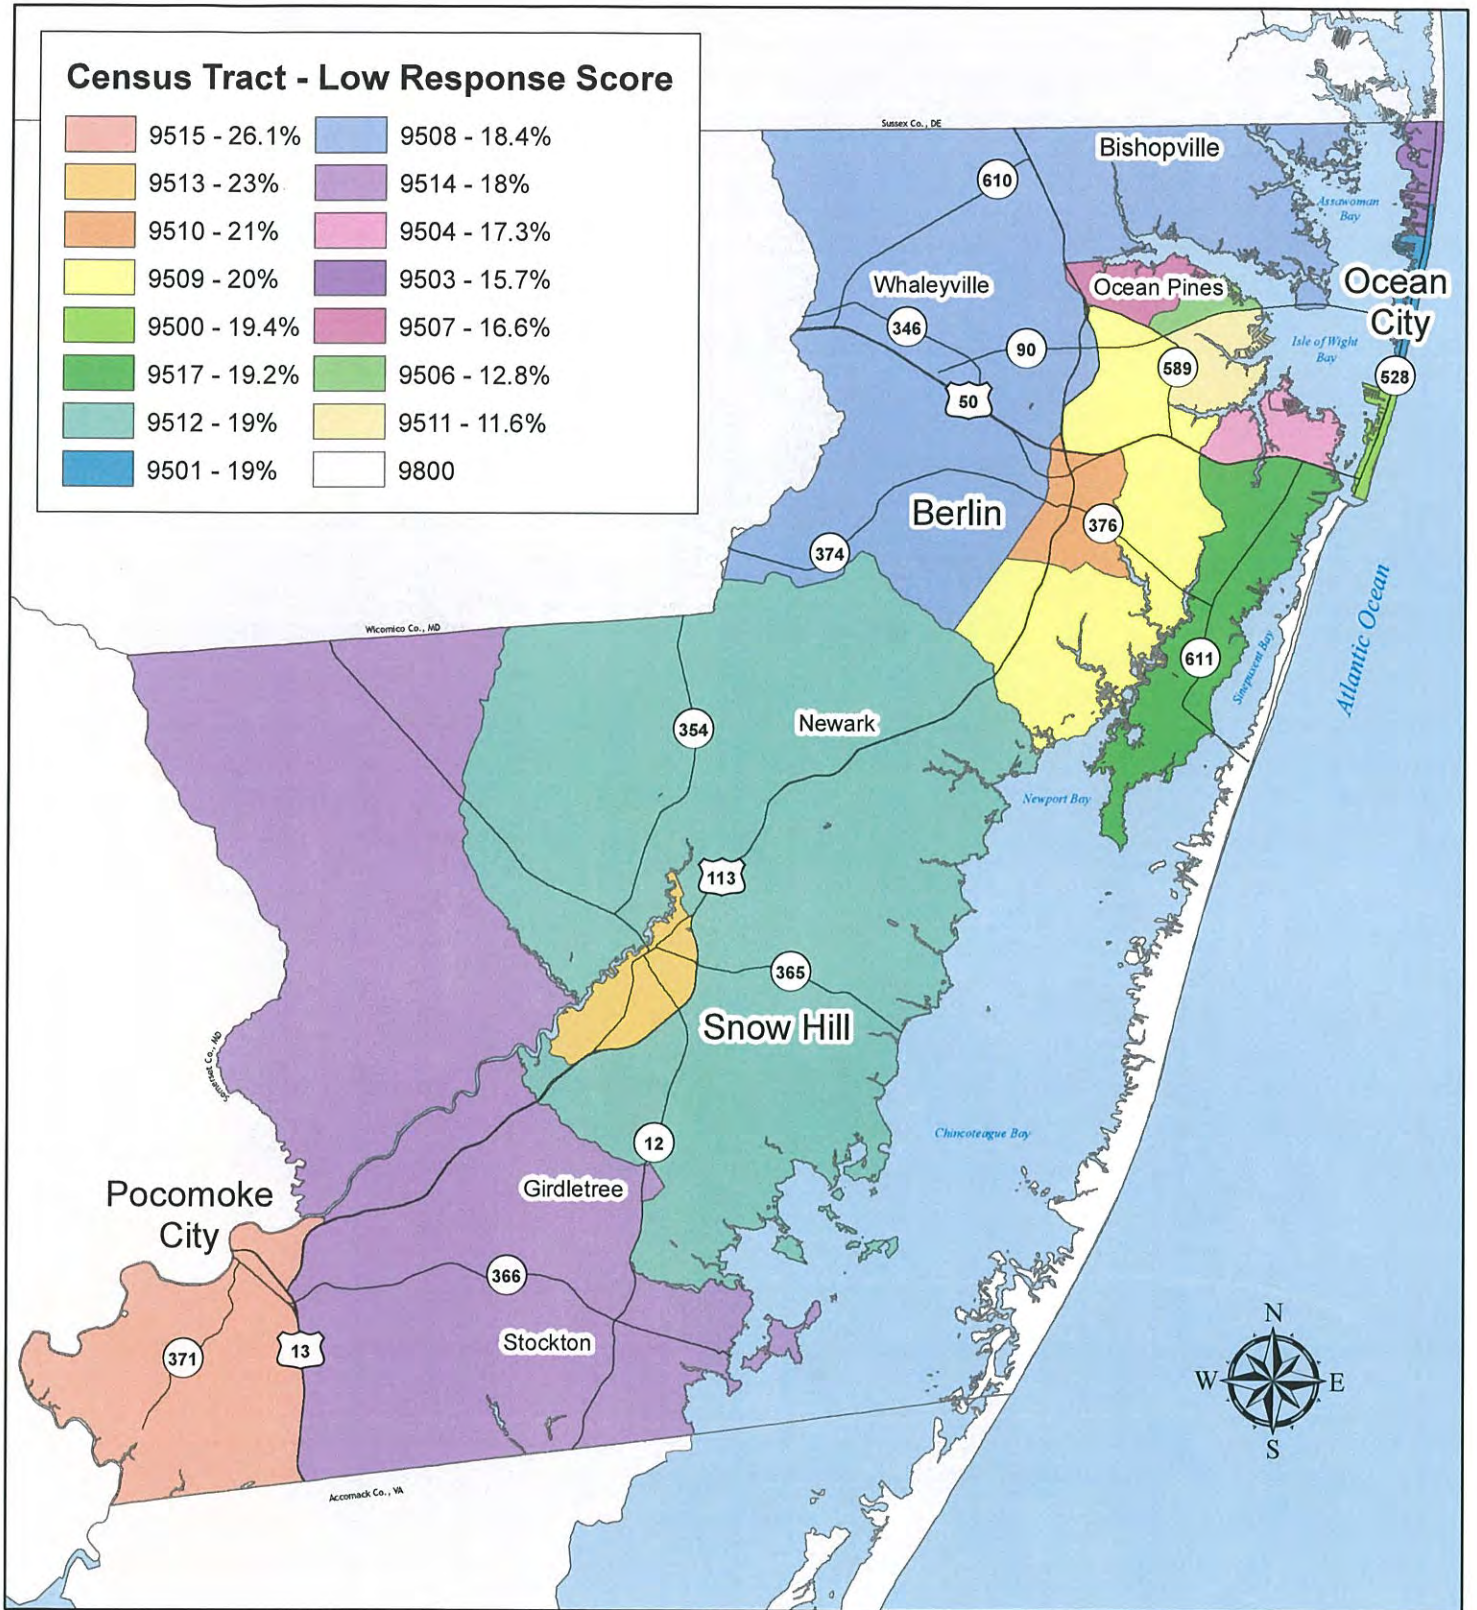 Census Tract - Low Response Score
9515 - 26.1%
9513 - 23%
9510 - 21%
9509 - 20%
9500 - 19.4%
9517 - 19.2%
9512 - 19%
9501 - 19%
9508 - 18.4%
9514 - 18%
9504 - 17.3%
9503 - 15.7%
9507 - 16.6%
9506 - 12.8%
9511 - 11.6%
9800
Sussex Co., DE
Bishopville
610
Assawoman
Bay
Whaleyville
Ocean Pines
Ocean
City
346
90
589
Isle of Wight
Bay
528
50
Berlin
376
374
Wicomico Co., MD
611
Sinepuxent Bay
Atlantic Ocean
354
Newark
Newport Bay
113
365
Snow Hill
Somerset Co., MD
12
Chincoteague Bay
Pocomoke
City
Girdletree
366
Stockton
371
13
N
W
E
S
Accomack Co., VA